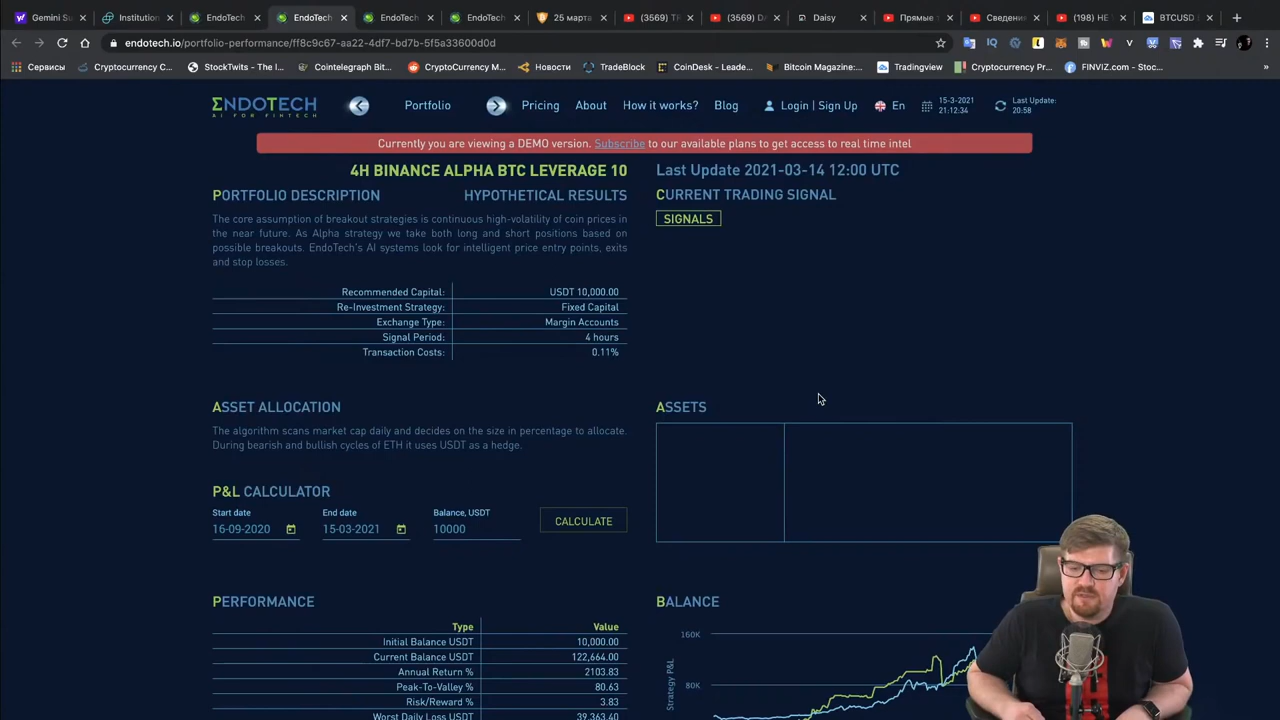 Gemini Su
Institution
EndoTech
EndoTech
EndoTech
EndoTech
25 марта
(3569)
(3569)
Daisy
Прямые
Сведени
(198) НЕ
BTCUSD
endotech.io/portfolio-performance/ff8c9c67-aa22-4df7-bd7b-5f5a33600d0d
Сервисы
Cryptocurrency C...
StockTwits - The l...
Cointelegraph Bit...
CryptoCurrency M...
Новости
TradeBlock
CoinDesk - Leade...
Bitcoin Magazine:...
Tradingview
Cryptocurrency Pr...
FINVIZ.com - Stoc...
»
ENDOTECH
AI FOR FINTECH
Portfolio
Pricing
About
How it works?
Blog
Login | Sign Up
En
15-3-2021
21:12:34
Last Update:
20:58
Currently you are viewing a DEMO version. Subscribe to our available plans to get access to real time intel
4H BINANCE ALPHA BTC LEVERAGE 10
Last Update 2021-03-14 12:00 UTC
PORTFOLIO DESCRIPTION
HYPOTHETICAL RESULTS
CURRENT TRADING SIGNAL
SIGNALS
The core assumption of breakout strategies is continuous high-volatility of coin prices in
the near future. As Alpha strategy we take both long and short positions based on
possible breakouts. EndoTech's AI systems look for intelligent price entry points, exits
and stop losses.
Recommended Capital: USDT 10,000.00
Re-Investment Strategy: Fixed Capital
Exchange Type: Margin Accounts
Signal Period: 4 hours
Transaction Costs: 0.11%
ASSET ALLOCATION
ASSETS
The algorithm scans market cap daily and decides on the size in percentage to allocate.
During bearish and bullish cycles of ETH it uses USDT as a hedge.
P&L CALCULATOR
Start date
End date
Balance, USDT
16-09-2020
15-03-2021
10000
CALCULATE
PERFORMANCE
BALANCE
Type Value
Initial Balance USDT 10,000.00
Current Balance USDT 122,664.00
Annual Return % 2103.83
Peak-To-Valley % 80.63
Risk/Reward % 3.83
Worst Daily Loss USDT 39,363.40
160K
80K
Strategy P&L